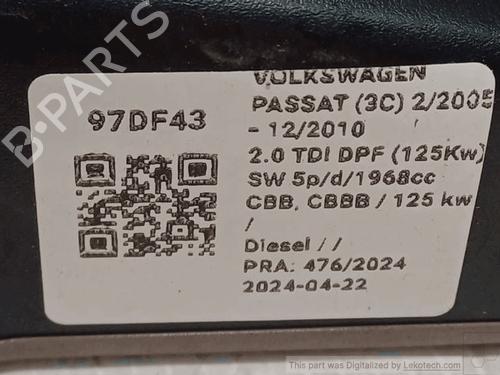 97DF43
VOLKSWAGEN
PASSAT (3C) 2/2005
- 12/2010
2.0 TDI DPF (125Kw)
SW 5p/d/1968cc
CBB, CBBB / 125 kw
/
Diesel / /
PRA: 476/2024
2024-04-22
This part was Digitalized by Lekotech.com